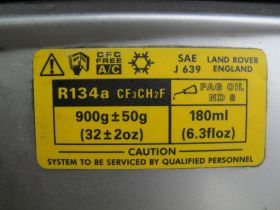 CFC
FREE
A/C
SAE
J 639
LAND ROVER
ENGLAND
R134a CF₃CH₂F
PAG OIL
ND 8
900g±50g
(32±2oz)
180ml
(6.3floz)
CAUTION
SYSTEM TO BE SERVICED BY QUALIFIED PERSONNEL